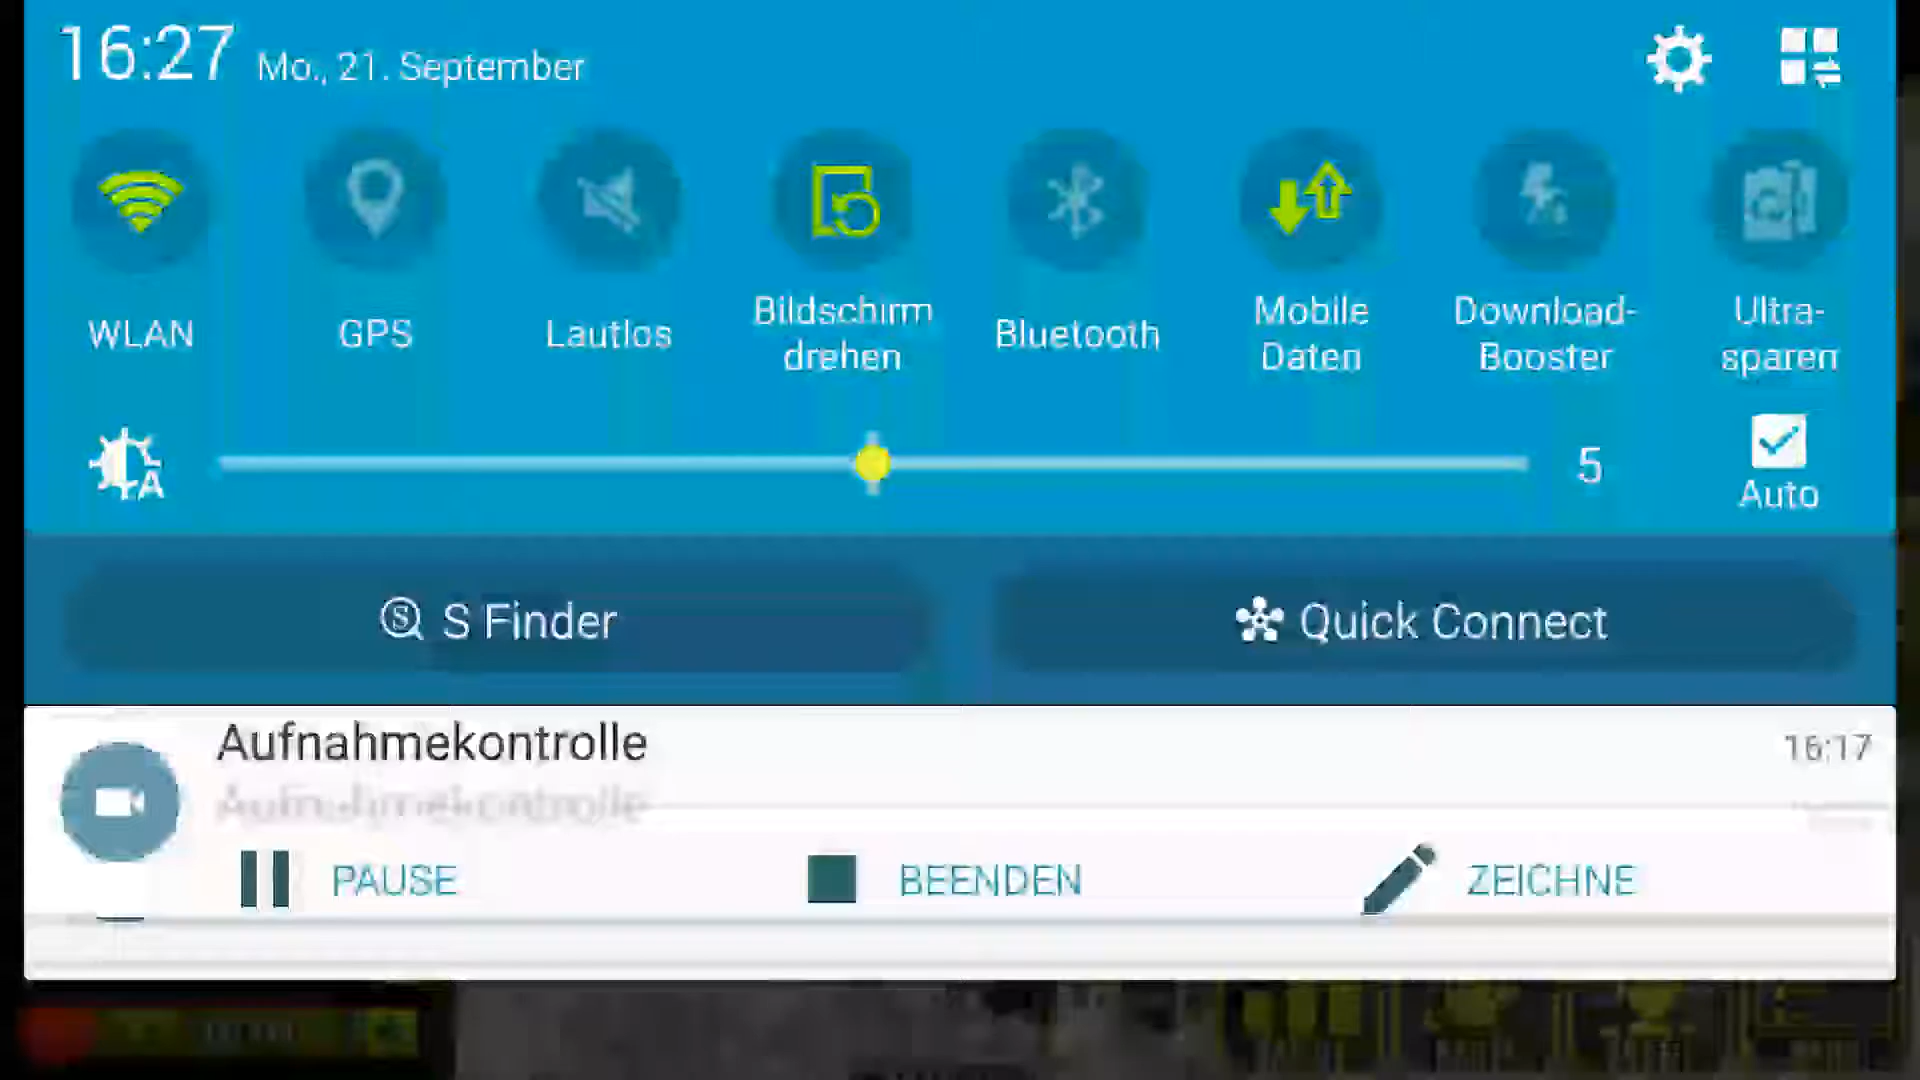 16:27 Mo., 21. September
WLAN
GPS
Lautlos
Bildschirm
drehen
Bluetooth
Mobile
Daten
Download-
Booster
Ultra-
sparen
5
Auto
S Finder
Quick Connect
Aufnahmekontrolle
16:17
Aufnahmekontrolle
PAUSE
BEENDEN
ZEICHNE